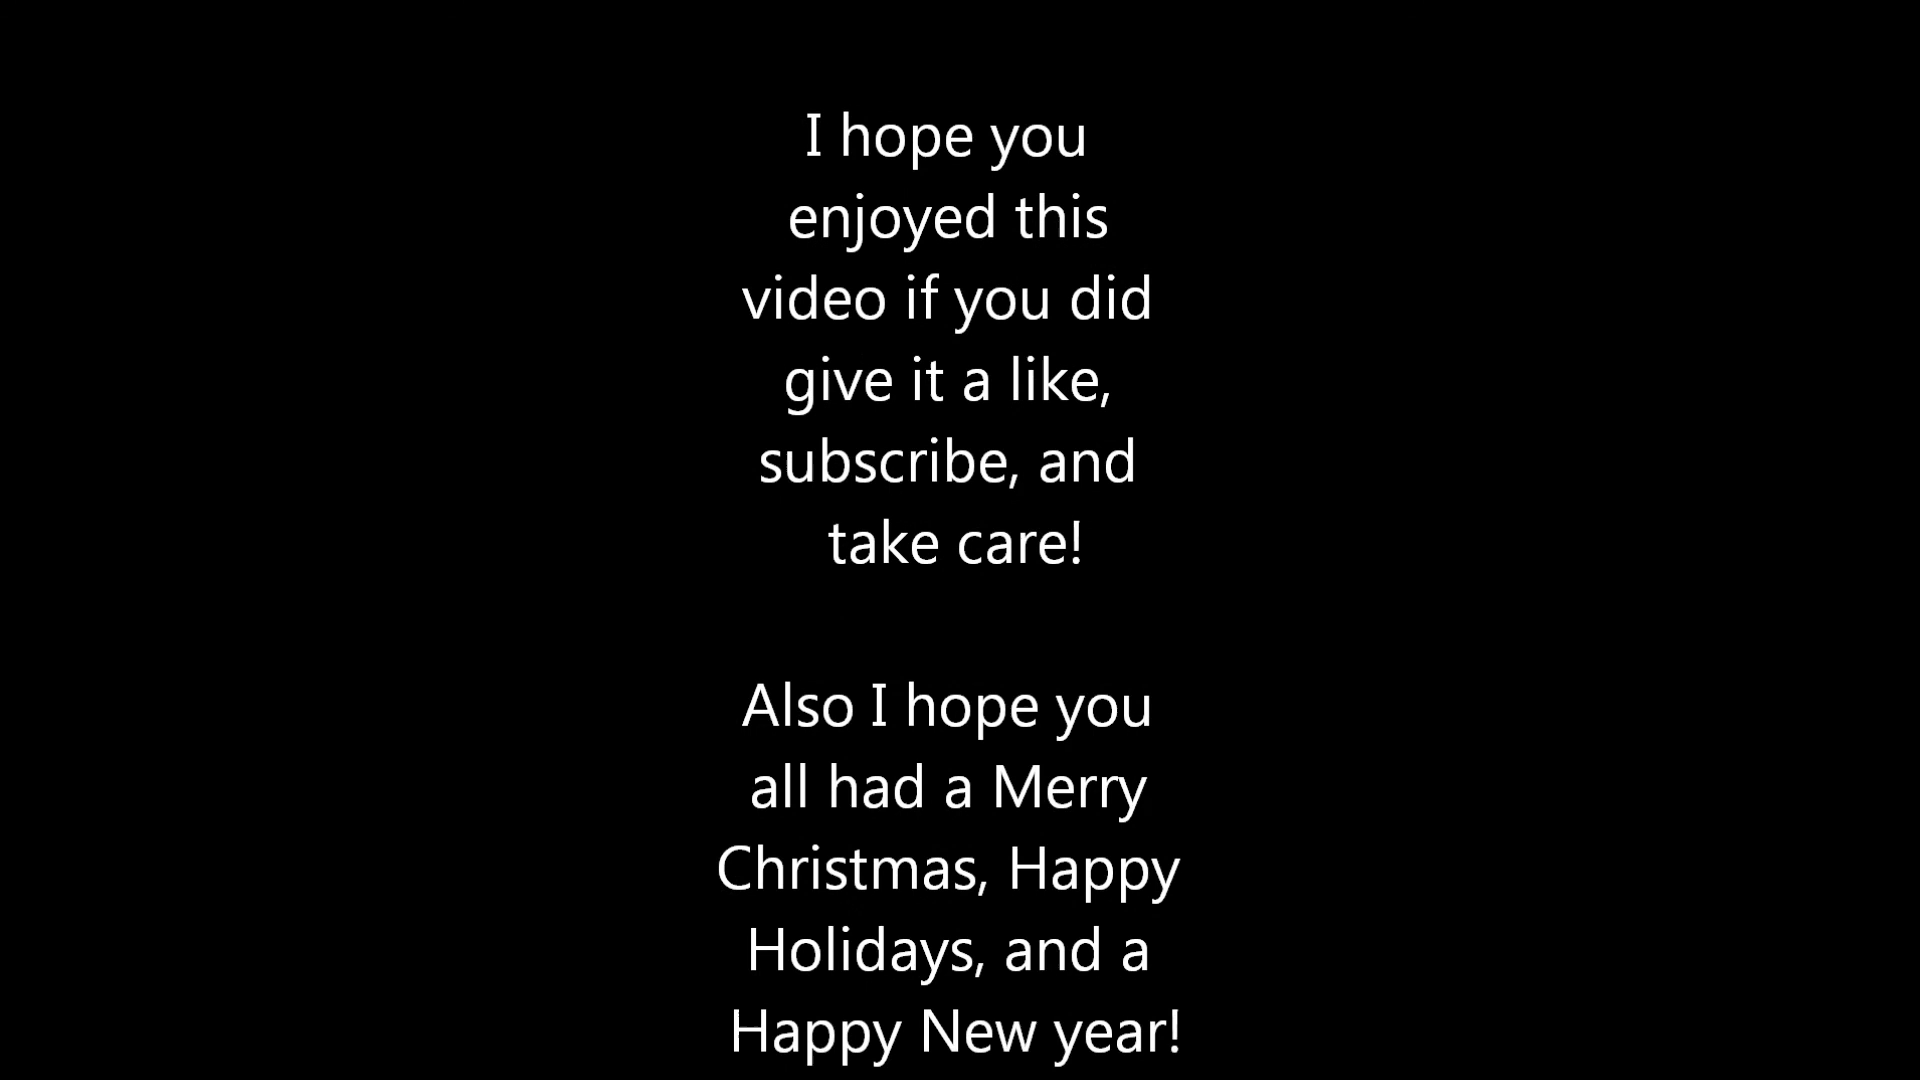 I hope you
enjoyed this
video if you did
give it a like,
subscribe, and
take care!
Also I hope you
all had a Merry
Christmas, Happy
Holidays, and a
Happy New year!